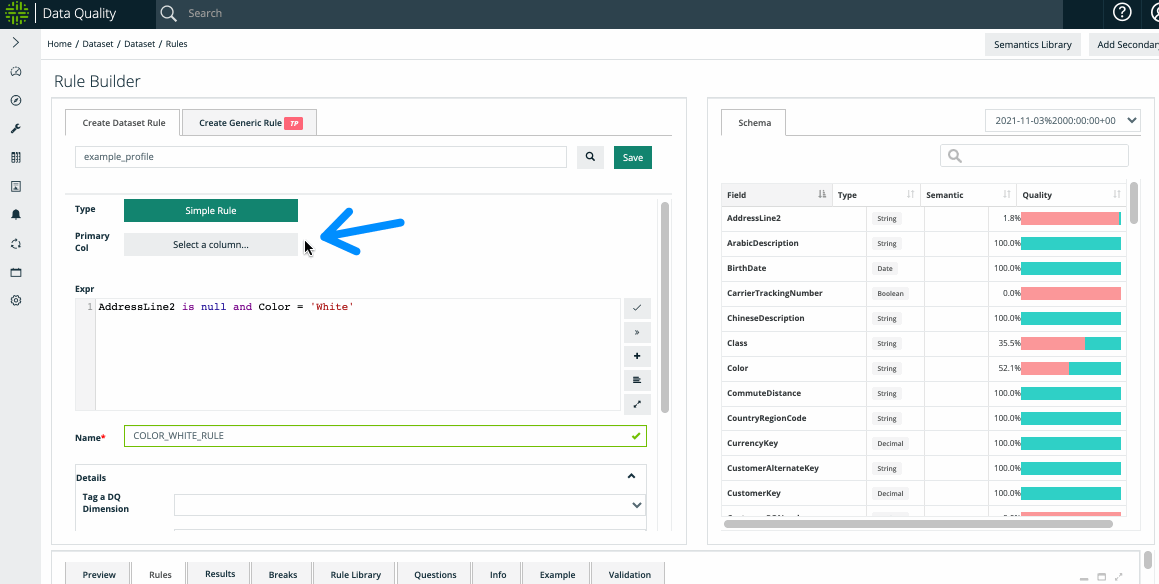 Data Quality
Search
Home / Dataset / Dataset / Rules
Semantics Library
Add Secondary
Rule Builder
Create Dataset Rule
Create Generic Rule TP
example_profile
Save
Type
Simple Rule
Primary Col
Select a column...
Expr
1 AddressLine2 is null and Color = 'White'
Name* COLOR_WHITE_RULE
Details
Tag a DQ Dimension
Schema
2021-11-03%2000:00:00+00
Field Type Semantic Quality
AddressLine2 String 1.8%
ArabicDescription String 100.0%
BirthDate Date 100.0%
CarrierTrackingNumber Boolean 0.0%
ChineseDescription String 100.0%
Class String 35.5%
Color String 52.1%
CommuteDistance String 100.0%
CountryRegionCode String 100.0%
CurrencyKey Decimal 100.0%
CustomerAlternateKey String 100.0%
CustomerKey Decimal 100.0%
Preview Rules Results Breaks Rule Library Questions Info Example Validation